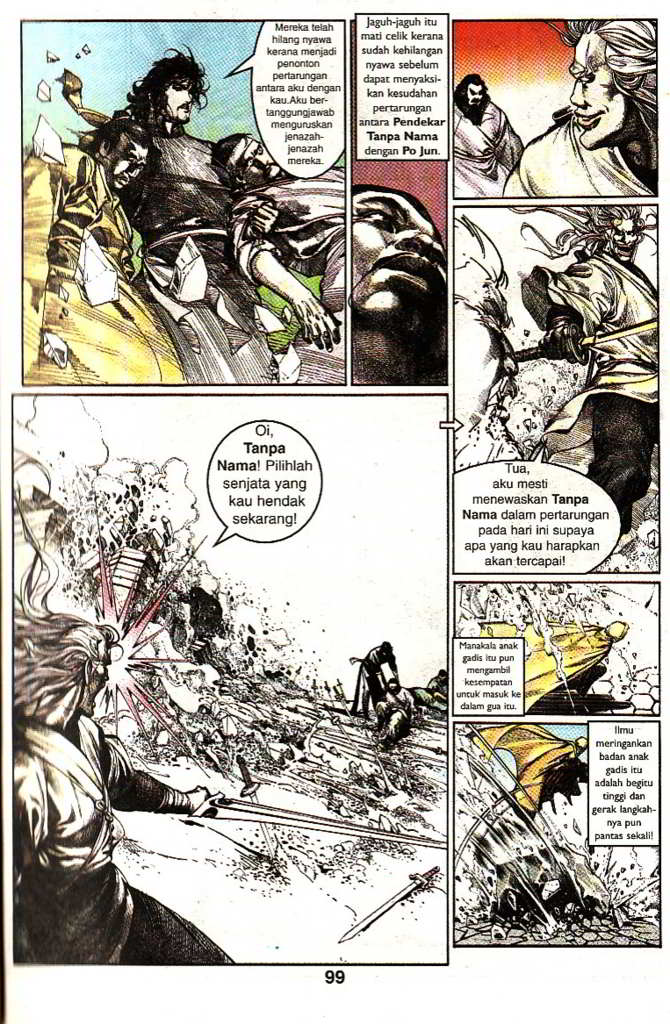 Mereka telah
hilang nyawa
kerana menjadi
penonton
pertarungan
antara aku dengan
kau.Aku ber-
tanggungjawab
menguruskan
jenazah-
jenazah
mereka.
Jaguh-jaguh itu
mati celik kerana
sudah kehilangan
nyawa sebelum
dapat menyaksi-
kan kesudahan
pertarungan
antara Pendekar
Tanpa Nama
dengan Po Jun.
Tua,
aku mesti
menewaskan Tanpa
Nama dalam pertarungan
pada hari ini supaya
apa yang kau harapkan
akan tercapai!
Oi,
Tanpa
Nama! Pilihlah
senjata yang
kau hendak
sekarang!
Manakala anak
gadis itu pun
mengambil
kesempatan
untuk masuk ke
dalam gua itu.
Ilmu
meringankan
badan anak
gadis itu
adalah begitu
tinggi dan
gerak langkah-
nya pun
pantas sekali!
99